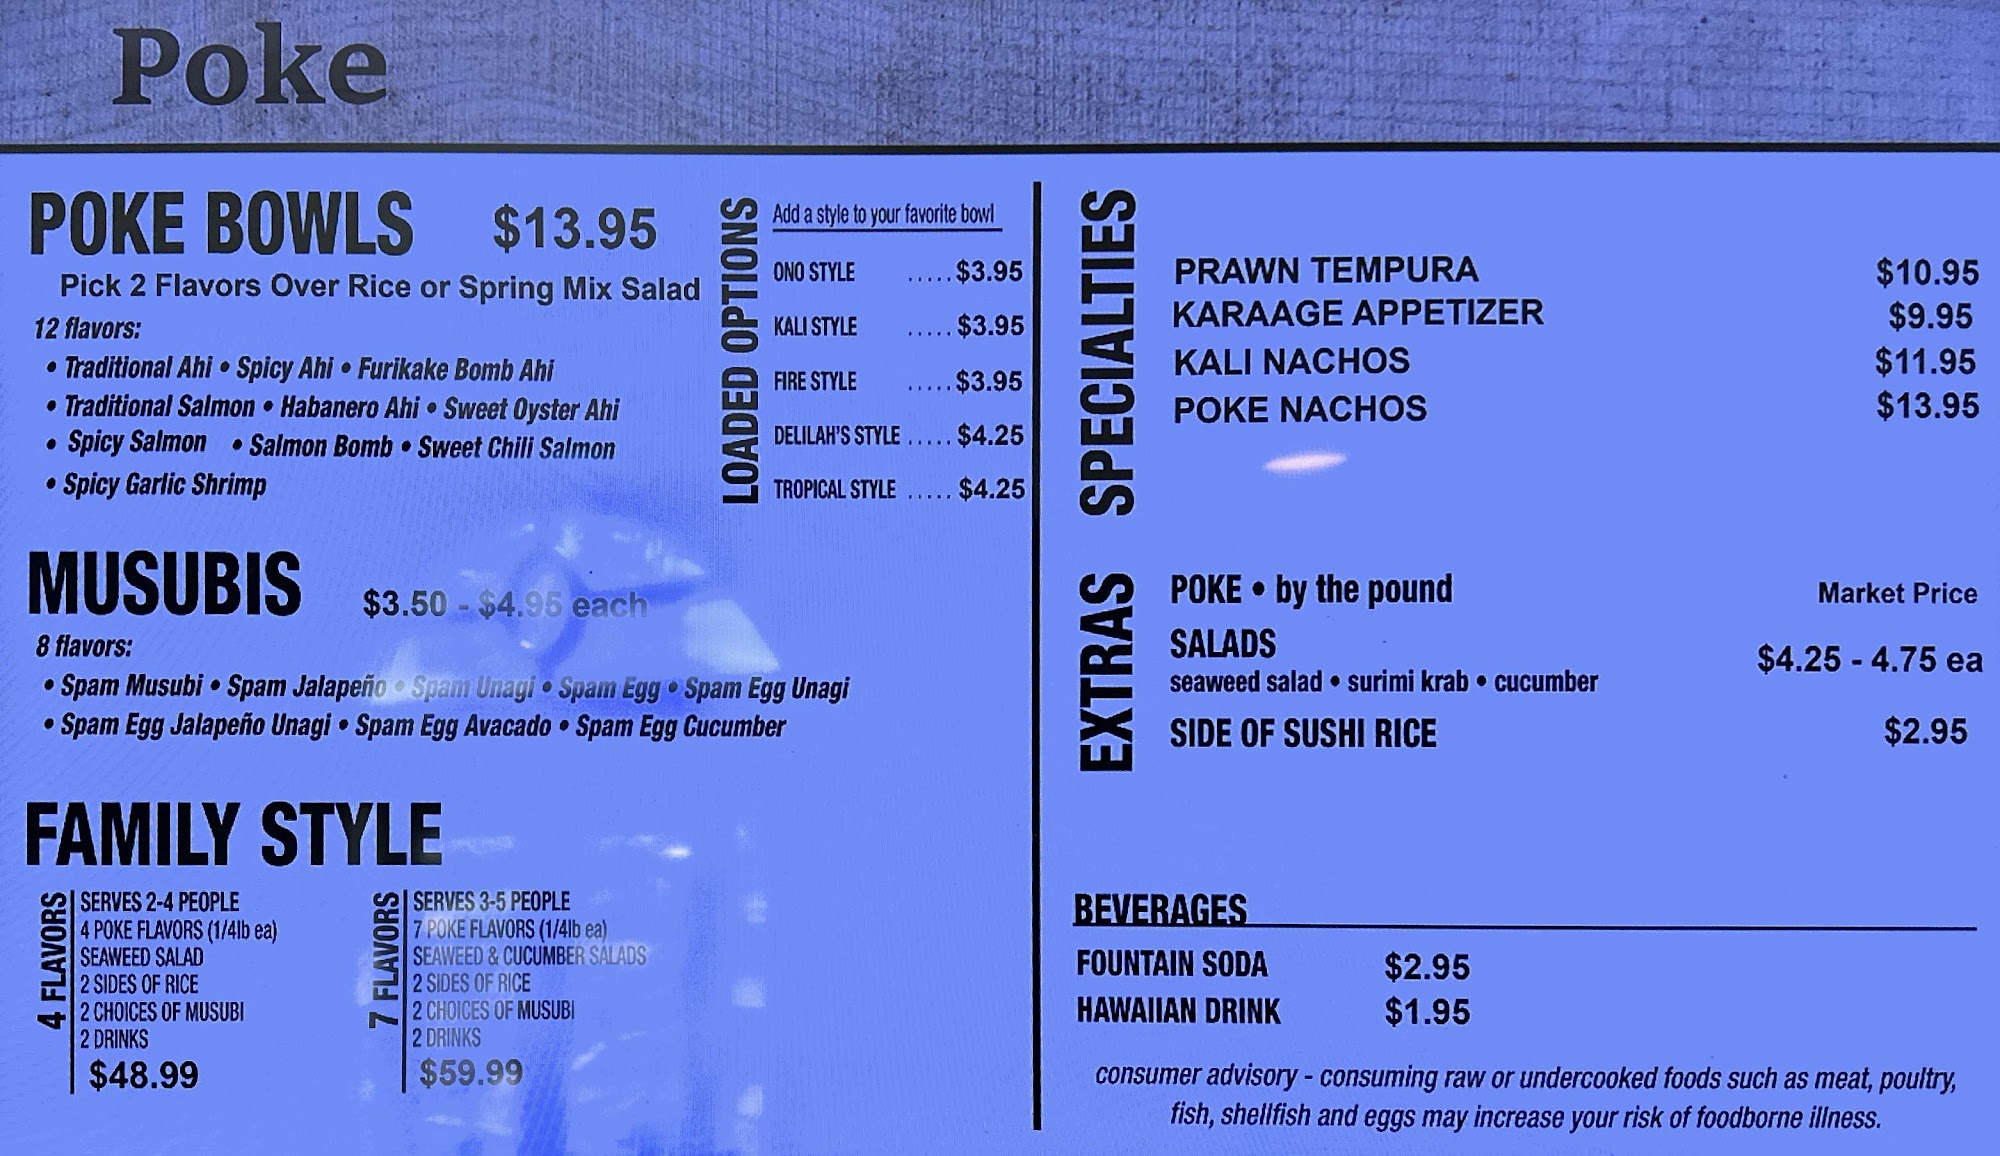 Poke
POKE BOWLS $13.95
Pick 2 Flavors Over Rice or Spring Mix Salad
12 flavors:
• Traditional Ahi • Spicy Ahi • Furikake Bomb Ahi
• Traditional Salmon • Habanero Ahi • Sweet Oyster Ahi
• Spicy Salmon • Salmon Bomb • Sweet Chili Salmon
• Spicy Garlic Shrimp
LOADED OPTIONS
Add a style to your favorite bowl
ONO STYLE ..... $3.95
KALI STYLE ..... $3.95
FIRE STYLE ..... $3.95
DELILAH'S STYLE ..... $4.25
TROPICAL STYLE ..... $4.25
MUSUBIS $3.50 - $4.95 each
8 flavors:
• Spam Musubi • Spam Jalapeño • Spam Unagi • Spam Egg • Spam Egg Unagi
• Spam Egg Jalapeño Unagi • Spam Egg Avacado • Spam Egg Cucumber
FAMILY STYLE
4 FLAVORS
SERVES 2-4 PEOPLE
4 POKE FLAVORS (1/4lb ea)
SEAWEED SALAD
2 SIDES OF RICE
2 CHOICES OF MUSUBI
2 DRINKS
$48.99
7 FLAVORS
SERVES 3-5 PEOPLE
7 POKE FLAVORS (1/4lb ea)
SEAWEED & CUCUMBER SALADS
2 SIDES OF RICE
2 CHOICES OF MUSUBI
2 DRINKS
$59.99
SPECIALTIES
PRAWN TEMPURA $10.95
KARAAGE APPETIZER $9.95
KALI NACHOS $11.95
POKE NACHOS $13.95
EXTRAS
POKE • by the pound Market Price
SALADS $4.25 - 4.75 ea
seaweed salad • surimi krab • cucumber
SIDE OF SUSHI RICE $2.95
BEVERAGES
FOUNTAIN SODA $2.95
HAWAIIAN DRINK $1.95
consumer advisory - consuming raw or undercooked foods such as meat, poultry,
fish, shellfish and eggs may increase your risk of foodborne illness.